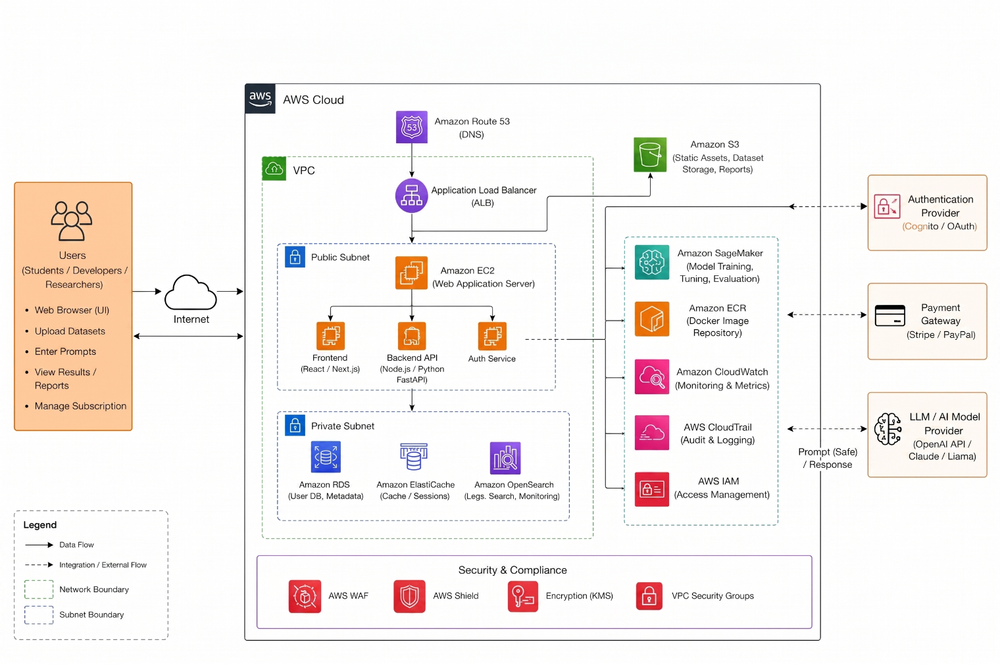 aws
AWS Cloud
53
Amazon Route 53
(DNS)
VPC
Application Load Balancer
(ALB)
Amazon S3
(Static Assets, Dataset
Storage, Reports)
Users
(Students / Developers /
Researchers)
• Web Browser (UI)
• Upload Datasets
• Enter Prompts
• View Results /
Reports
• Manage Subscription
Internet
Public Subnet
Amazon EC2
(Web Application Server)
Frontend
(React / Next.js)
Backend API
(Node.js / Python
FastAPI)
Auth Service
Private Subnet
Amazon RDS
(User DB, Metadata)
Amazon ElastiCache
(Cache / Sessions)
Amazon OpenSearch
(Legs. Search, Monitoring)
Amazon SageMaker
(Model Training,
Tuning, Evaluation)
Amazon ECR
(Docker Image
Repository)
Amazon CloudWatch
(Monitoring & Metrics)
AWS CloudTrail
(Audit & Logging)
AWS IAM
(Access Management)
Authentication
Provider
(Cognito / OAuth)
Payment
Gateway
(Stripe / PayPal)
LLM / AI Model
Provider
(OpenAI API /
Claude / Llama)
Prompt (Safe)
/ Response
Security & Compliance
AWS WAF
AWS Shield
Encryption (KMS)
VPC Security Groups
Legend
Data Flow
Integration / External Flow
Network Boundary
Subnet Boundary